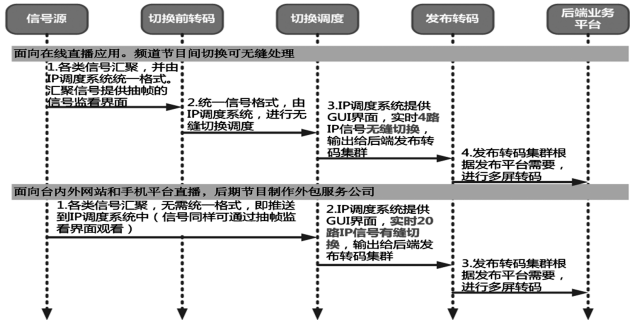 信号源
切换前转码
切换调度
发布转码
后端业务
平台
面向在线直播应用。频道节目间切换可无缝处理
1.各类信号汇聚，并由
IP调度系统统一格式。
汇聚信号提供抽帧的
信号监看界面
2.统一信号格式，由
IP调度系统，进行无
缝切换调度
3.IP调度系统提供
GUI界面，实时4路
IP信号无缝切换，
输出给后端发布转
码集群
4.发布转码集群根
据发布平台需要，
进行多屏转码
面向台内外网站和手机平台直播，后期节目制作外包服务公司
1.各类信号汇聚，无需统一格式，即推送
到IP调度系统中（信号同样可通过抽帧监
看界面观看）
2.IP调度系统提供
GUI界面，实时20
路IP信号有缝切
换，输出给后端发
布转码集群
3.发布转码集群根
据发布平台需要，
进行多屏转码